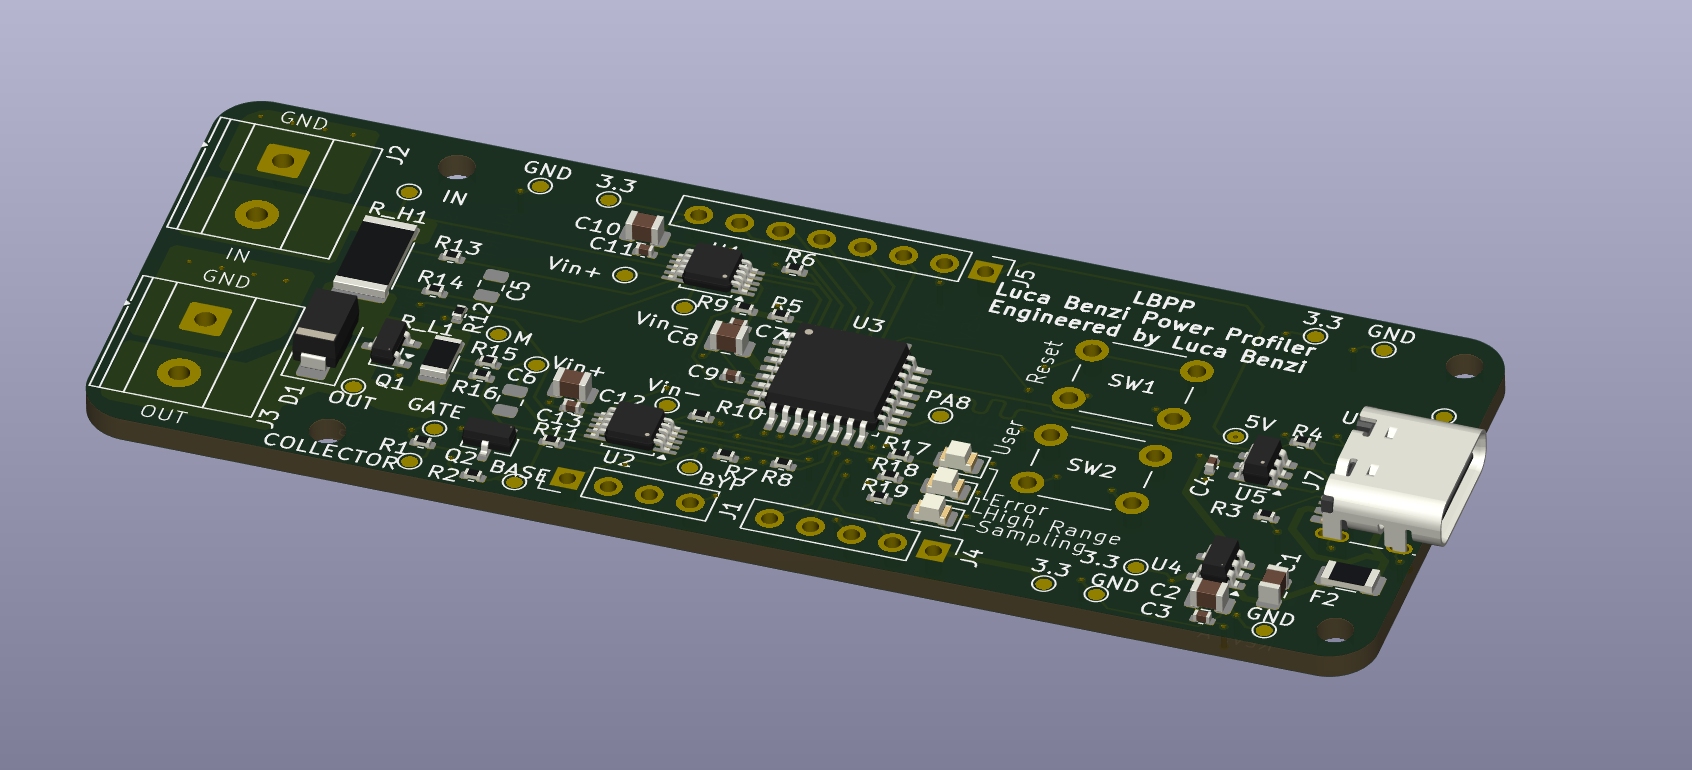 GND
J2
IN
GND
3.3
R_H1
C10
C11
R13
Vin+
R6
J5
IN
GND
R14
C5
R9
R5
LBPP
Luca Benzi Power Profiler
Engineered by Luca Benzi
3.3
GND
R12
R_L1
M
Vin-
C8
C7
U3
Reset
SW1
R15
C6
Vin+
C9
Q1
R16
Vin-
D1
OUT
C12
OUT
J3
GATE
C13
R10
PA8
5V
R4
COLLECTOR
R1
Q2
R11
User
SW2
R17
R2
BASE
U2
R7
R8
BYP
R18
R19
C4
U5
J7
J1
Error
High Range
Sampling
R3
J4
3.3
3.3
U4
C1
GND
C2
F2
C3
GND